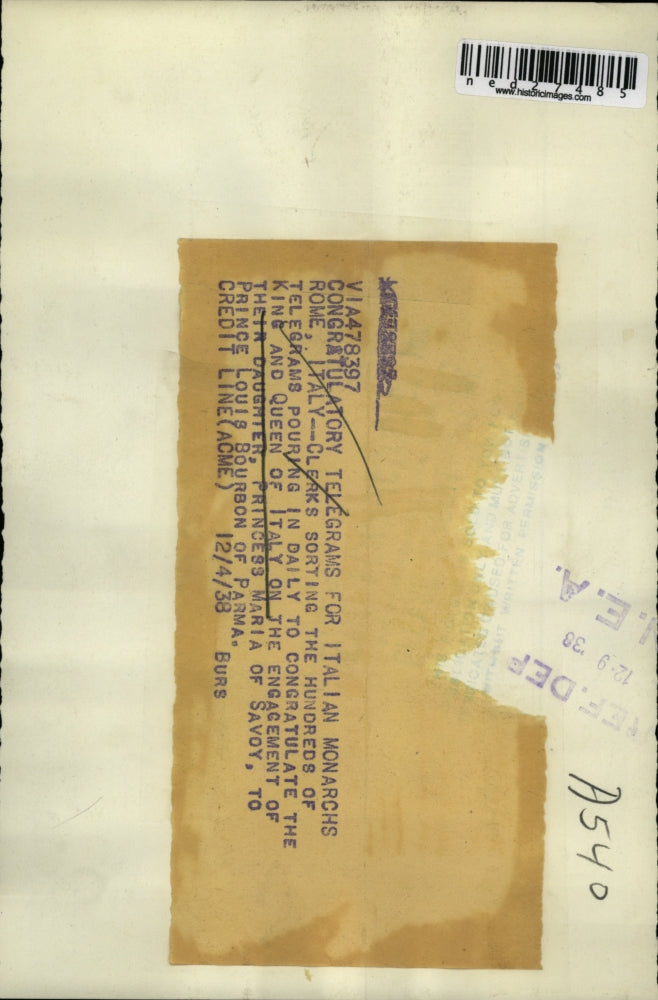 ned27485
www.historicimages.com
VIA478397
CONGRATULATORY TELEGRAMS FOR ITALIAN MONARCHS
ROME, ITALY--CLERKS SORTING THE HUNDREDS OF
TELEGRAMS POURING IN DAILY TO CONGRATULATE THE
KING AND QUEEN OF ITALY ON THE ENGAGEMENT OF
THEIR DAUGHTER, PRINCESS MARIA OF SAVOY, TO
PRINCE LOUIS BOURBON OF PARMA.
CREDIT LINE(ACME) 12/4/38 BURS
WRITTEN PERMISSION
E.A.
12 9 '38
REF. DEP
A540